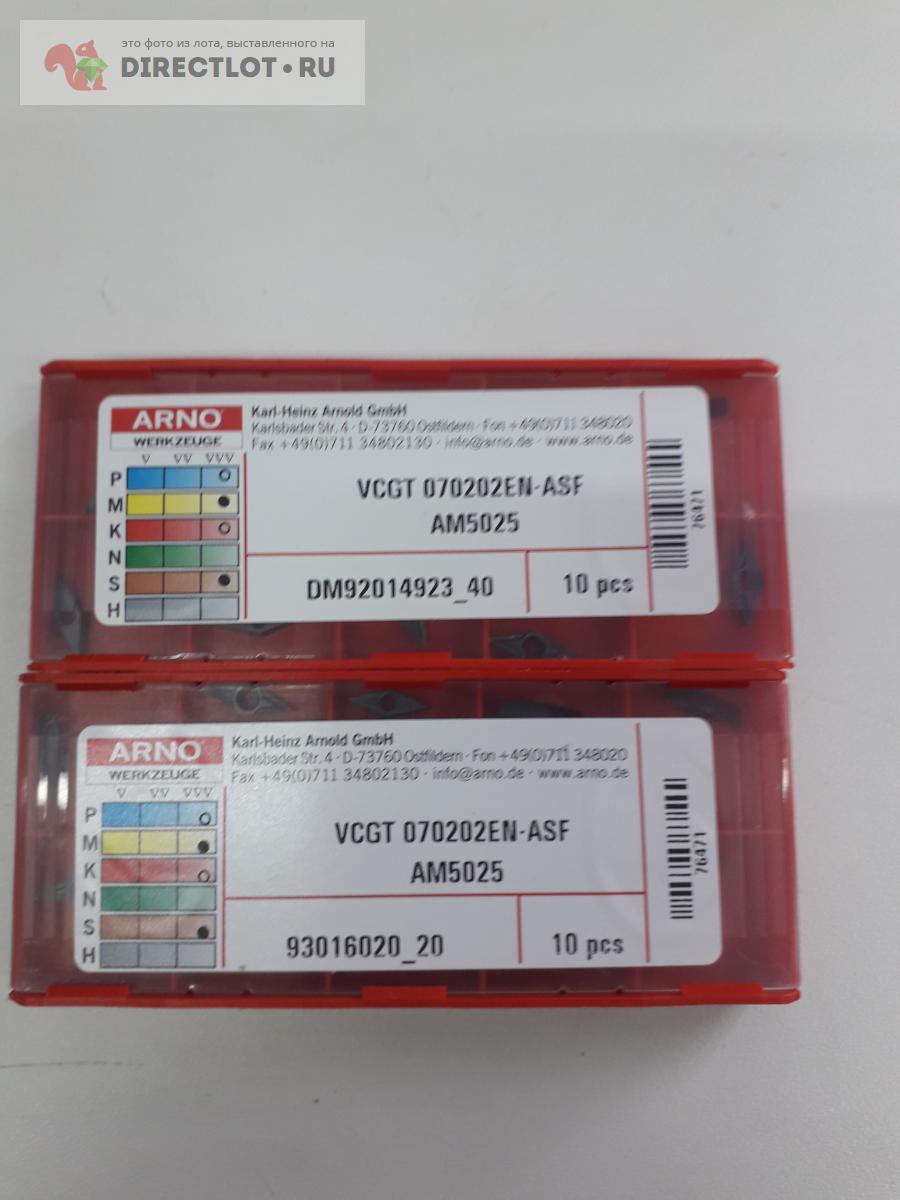 это фото из лота, выставленного на
DIRECTLOT•RU
ARNO®
WERKZEUGE
Karl-Heinz Arnold GmbH
Karlsbader Str. 4 · D-73760 Ostfildern · Fon +49(0)711 348020
Fax +49(0)711 34802130 · info@arno.de · www.arno.de
P
M
K
N
S
H
VCGT 070202EN-ASF
AM5025
DM92014923_40
10 pcs
76471
ARNO®
WERKZEUGE
Karl-Heinz Arnold GmbH
Karlsbader Str. 4 · D-73760 Ostfildern · Fon +49(0)711 348020
Fax +49(0)711 34802130 · info@arno.de · www.arno.de
P
M
K
N
S
H
VCGT 070202EN-ASF
AM5025
93016020_20
10 pcs
76471